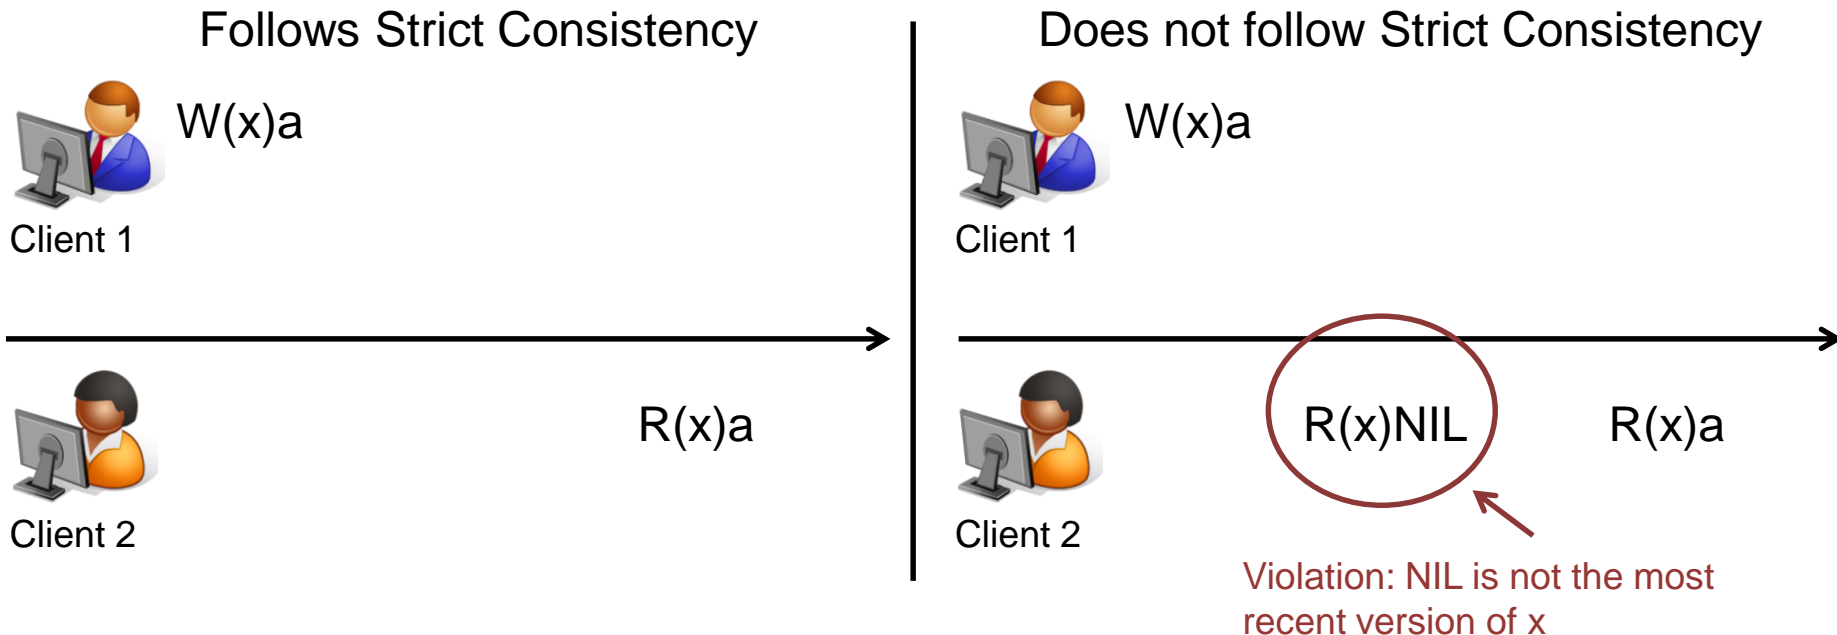 Follows Strict Consistency
W(x)a
Client 1
R(x)a
Client 2
Does not follow Strict Consistency
W(x)a
Client 1
R(x)NIL
R(x)a
Client 2
Violation: NIL is not the most
recent version of x